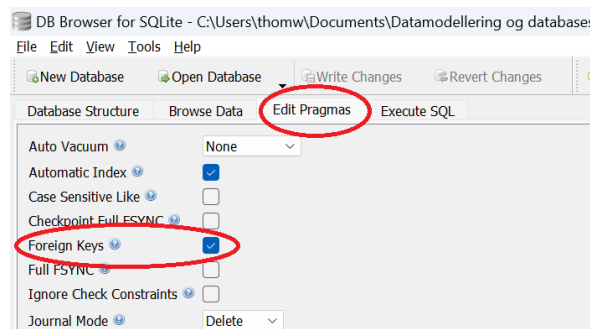 DB Browser for SQLite - C:\Users\thomw\Documents\Datamodellering og databases
File Edit View Tools Help
New Database Open Database Write Changes Revert Changes
Database Structure Browse Data Edit Pragmas Execute SQL
Auto Vacuum None
Automatic Index
Case Sensitive Like
Checkpoint Full FSYNC
Foreign Keys
Full FSYNC
Ignore Check Constraints
Journal Mode Delete